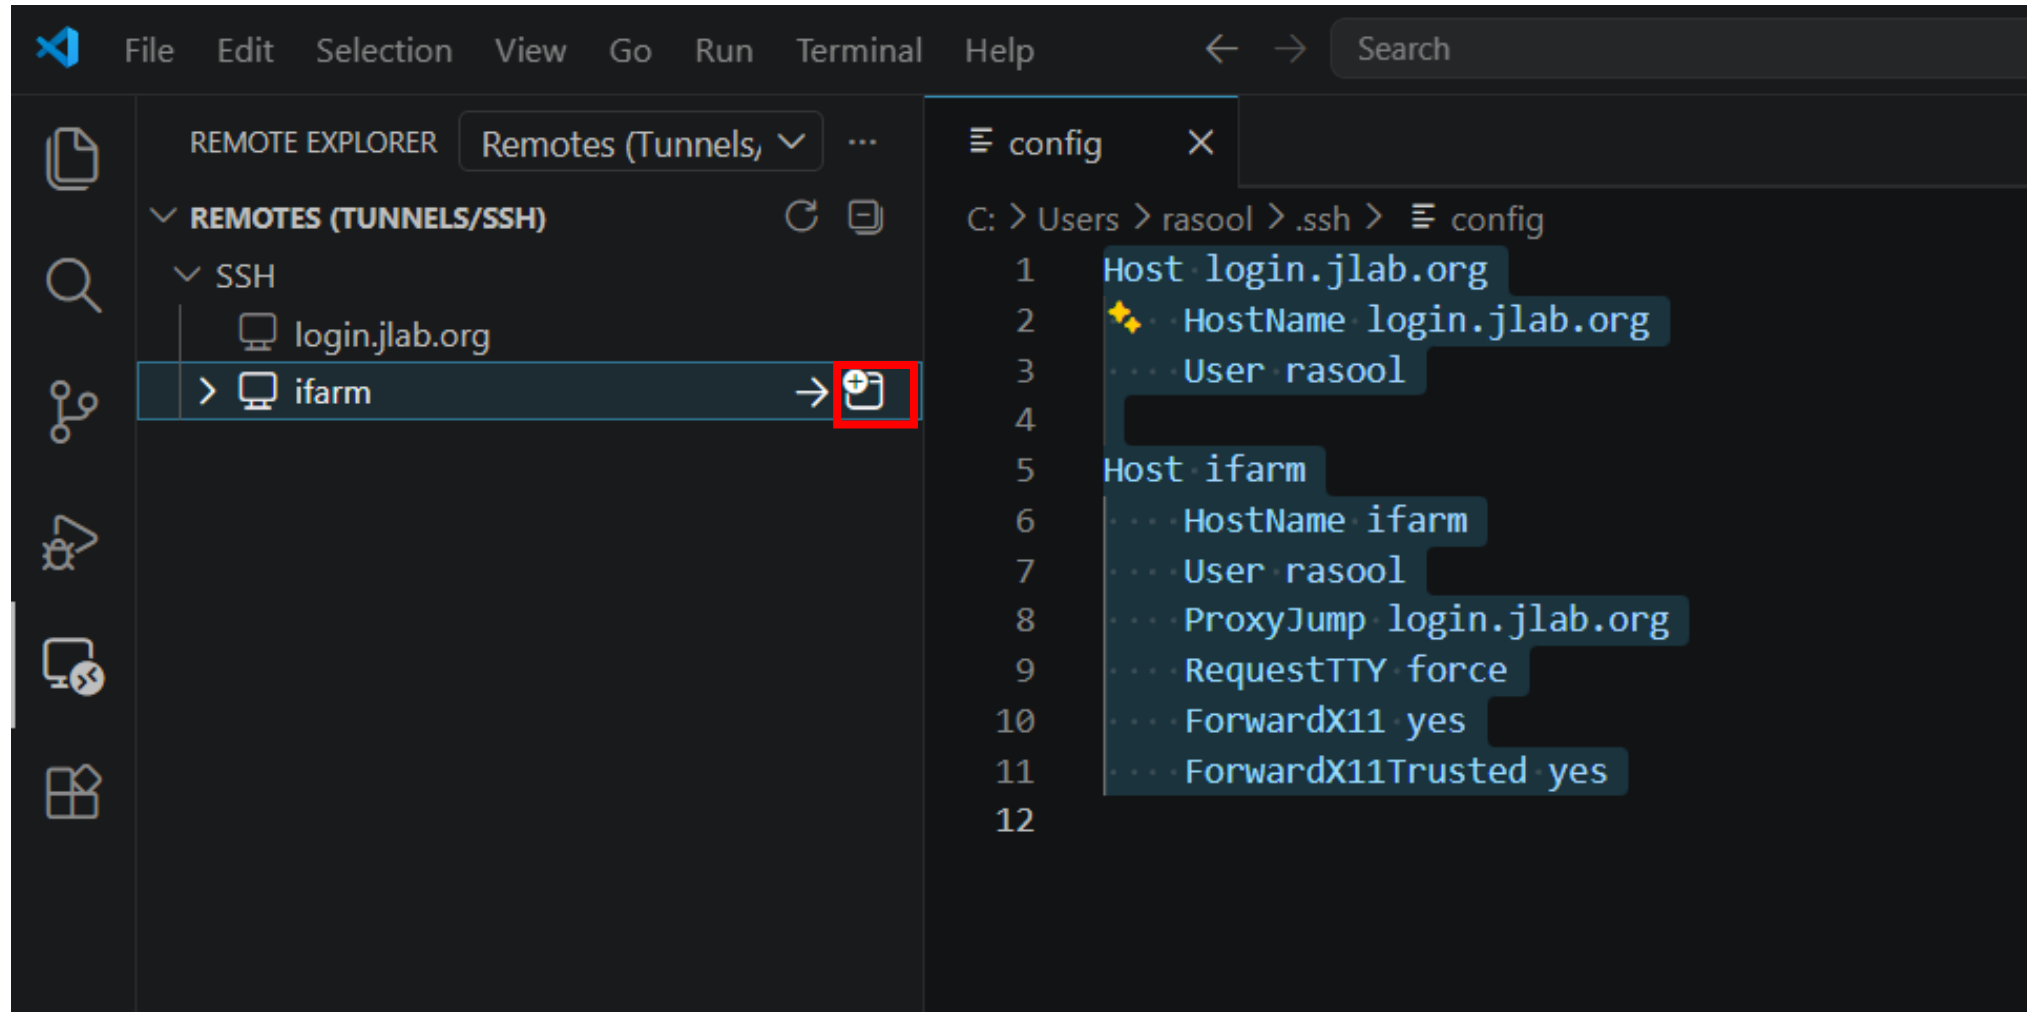 File Edit Selection View Go Run Terminal Help Search
REMOTE EXPLORER Remotes (Tunnels/ ···
REMOTES (TUNNELS/SSH)
SSH
login.jlab.org
ifarm
config
C: > Users > rasool > .ssh > config
1 Host login.jlab.org
2 HostName login.jlab.org
3 User rasool
4
5 Host ifarm
6 HostName ifarm
7 User rasool
8 ProxyJump login.jlab.org
9 RequestTTY force
10 ForwardX11 yes
11 ForwardX11Trusted yes
12